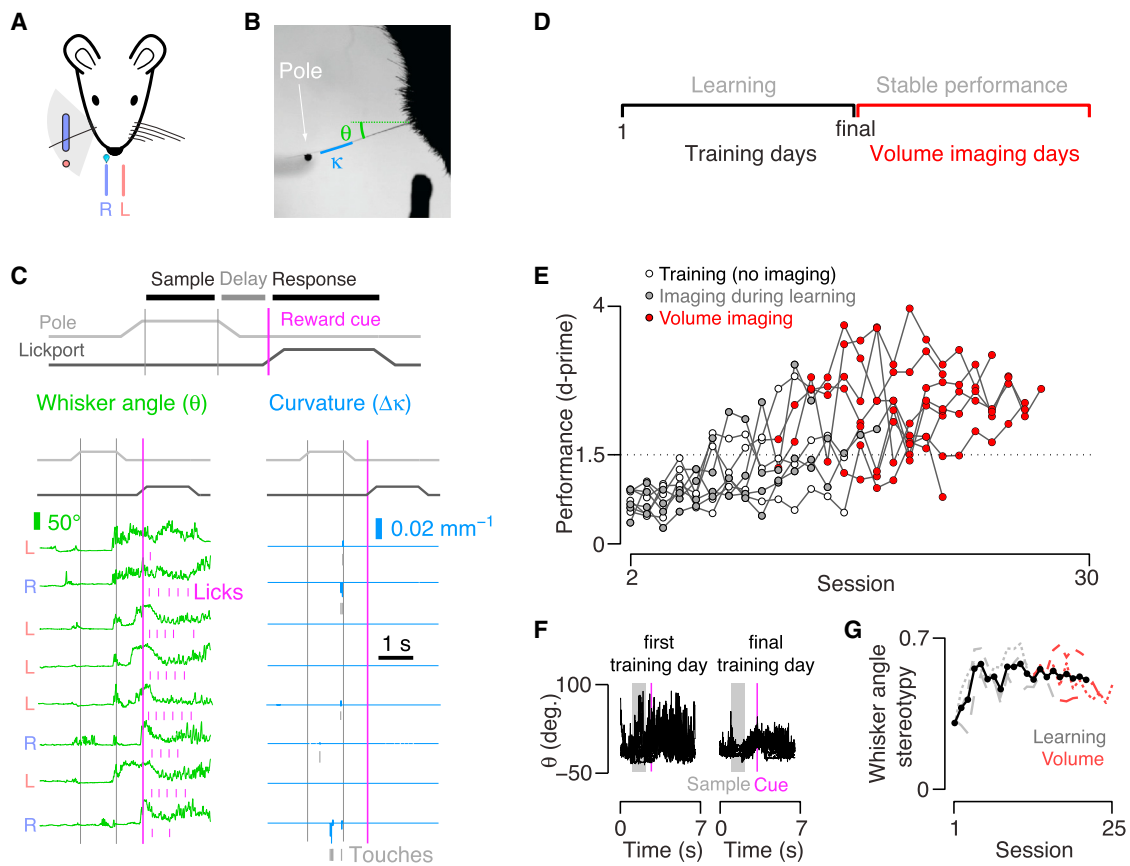 A
R L
B
Pole
θ
κ
C
Sample Delay Response
Pole
Reward cue
Lickport
Whisker angle (θ)
Curvature (Δκ)
50°
0.02 mm⁻¹
L
R
Licks
L
1 s
L
L
R
L
R
Touches
D
Learning
Stable performance
1
final
Training days
Volume imaging days
E
Training (no imaging)
Imaging during learning
Volume imaging
Performance (d-prime)
4
1.5
0
2
30
Session
F
first
training day
final
training day
θ (deg.)
100
−50
Sample
Cue
0
7
0
7
Time (s)
Time (s)
G
Whisker angle
stereotypy
0.7
0
Learning
Volume
1
25
Session